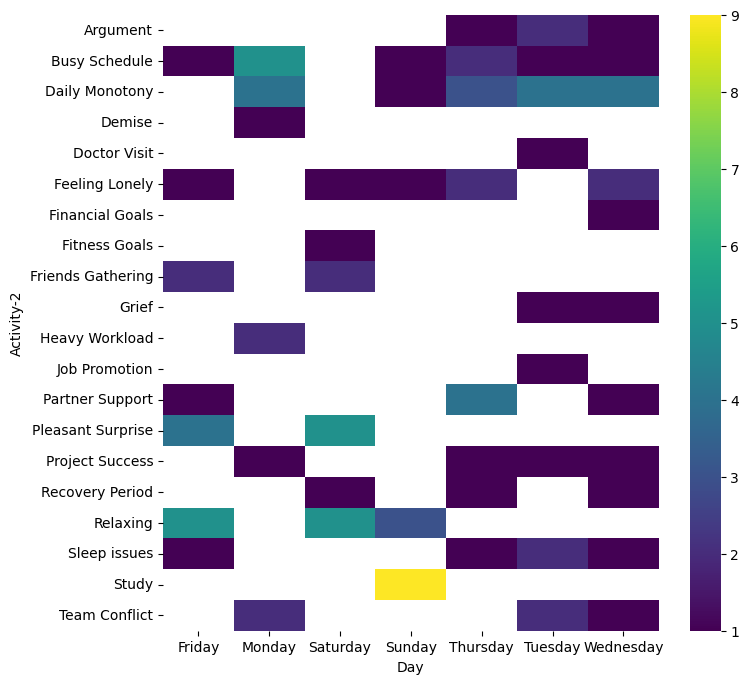 Argument
Busy Schedule
Daily Monotony
Demise
Doctor Visit
Feeling Lonely
Financial Goals
Fitness Goals
Friends Gathering
Grief
Heavy Workload
Job Promotion
Partner Support
Pleasant Surprise
Project Success
Recovery Period
Relaxing
Sleep issues
Study
Team Conflict
Activity-2
Friday Monday Saturday Sunday Thursday Tuesday Wednesday
Day
9
8
7
6
5
4
3
2
1